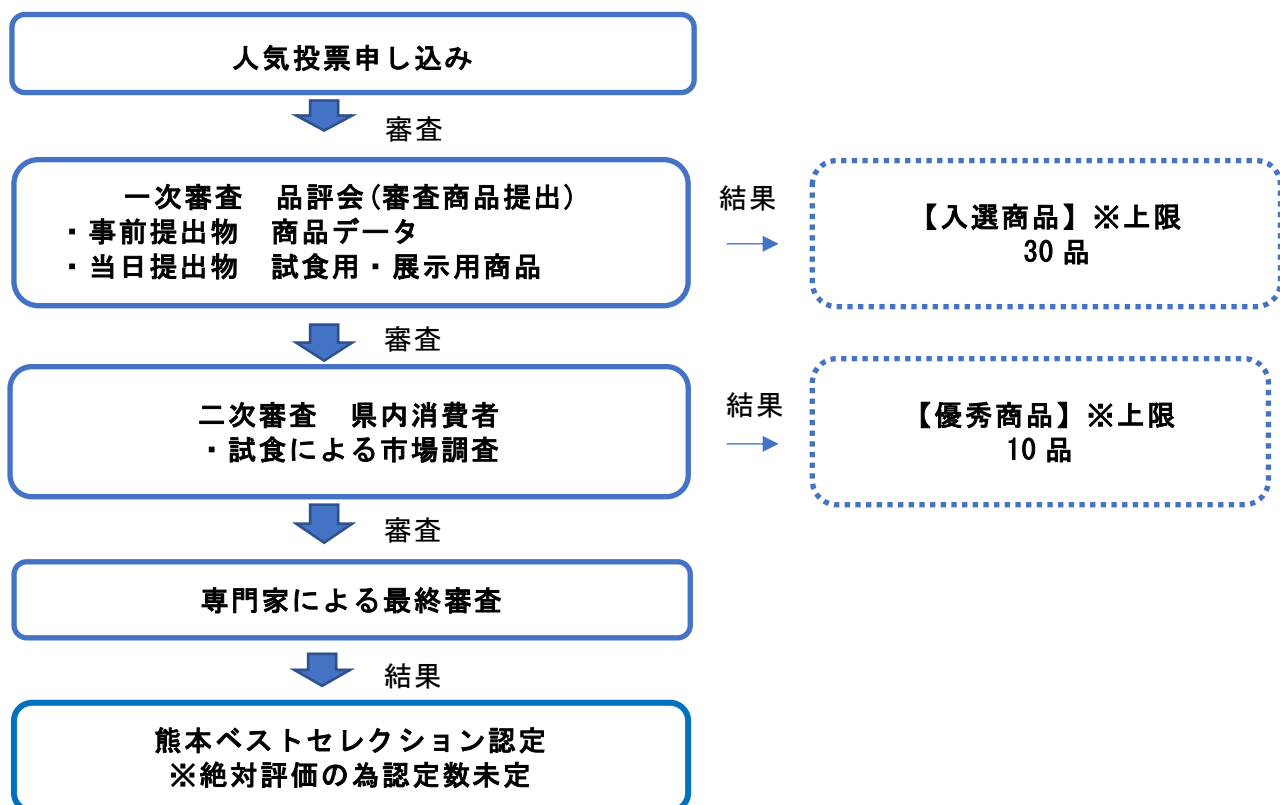 人気投票申し込み
審査
一次審査　品評会(審査商品提出)
・事前提出物　商品データ
・当日提出物　試食用・展示用商品
結果
【入選商品】※上限
30 品
審査
二次審査　県内消費者
・試食による市場調査
結果
【優秀商品】※上限
10 品
審査
専門家による最終審査
結果
熊本ベストセレクション認定
※絶対評価の為認定数未定